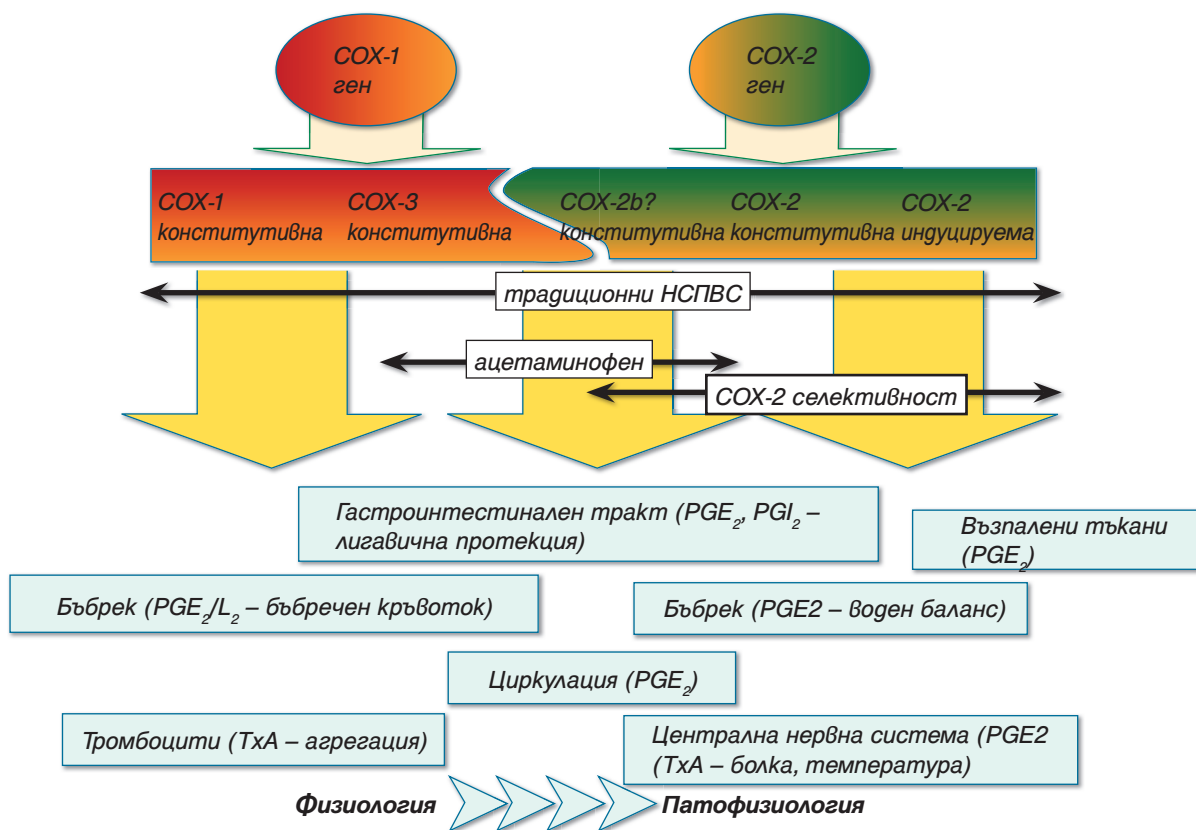 COX-1
ген
COX-2
ген
COX-1
конститутивна
COX-3
конститутивна
COX-2b?
конститутивна
COX-2
конститутивна
COX-2
индуцируема
традиционни НСПВС
ацетаминофен
COX-2 селективност
Гастроинтестинален тракт (PGE₂, PGI₂ –
лигавична протекция)
Възпалени тъкани
(PGE₂)
Бъбрек (PGE₂/L₂ – бъбречен кръвоток)
Бъбрек (PGE2 – воден баланс)
Циркулация (PGE₂)
Тромбоцити (TxA – агрегация)
Централна нервна система (PGE2
(TxA – болка, температура)
Физиология
Патофизиология